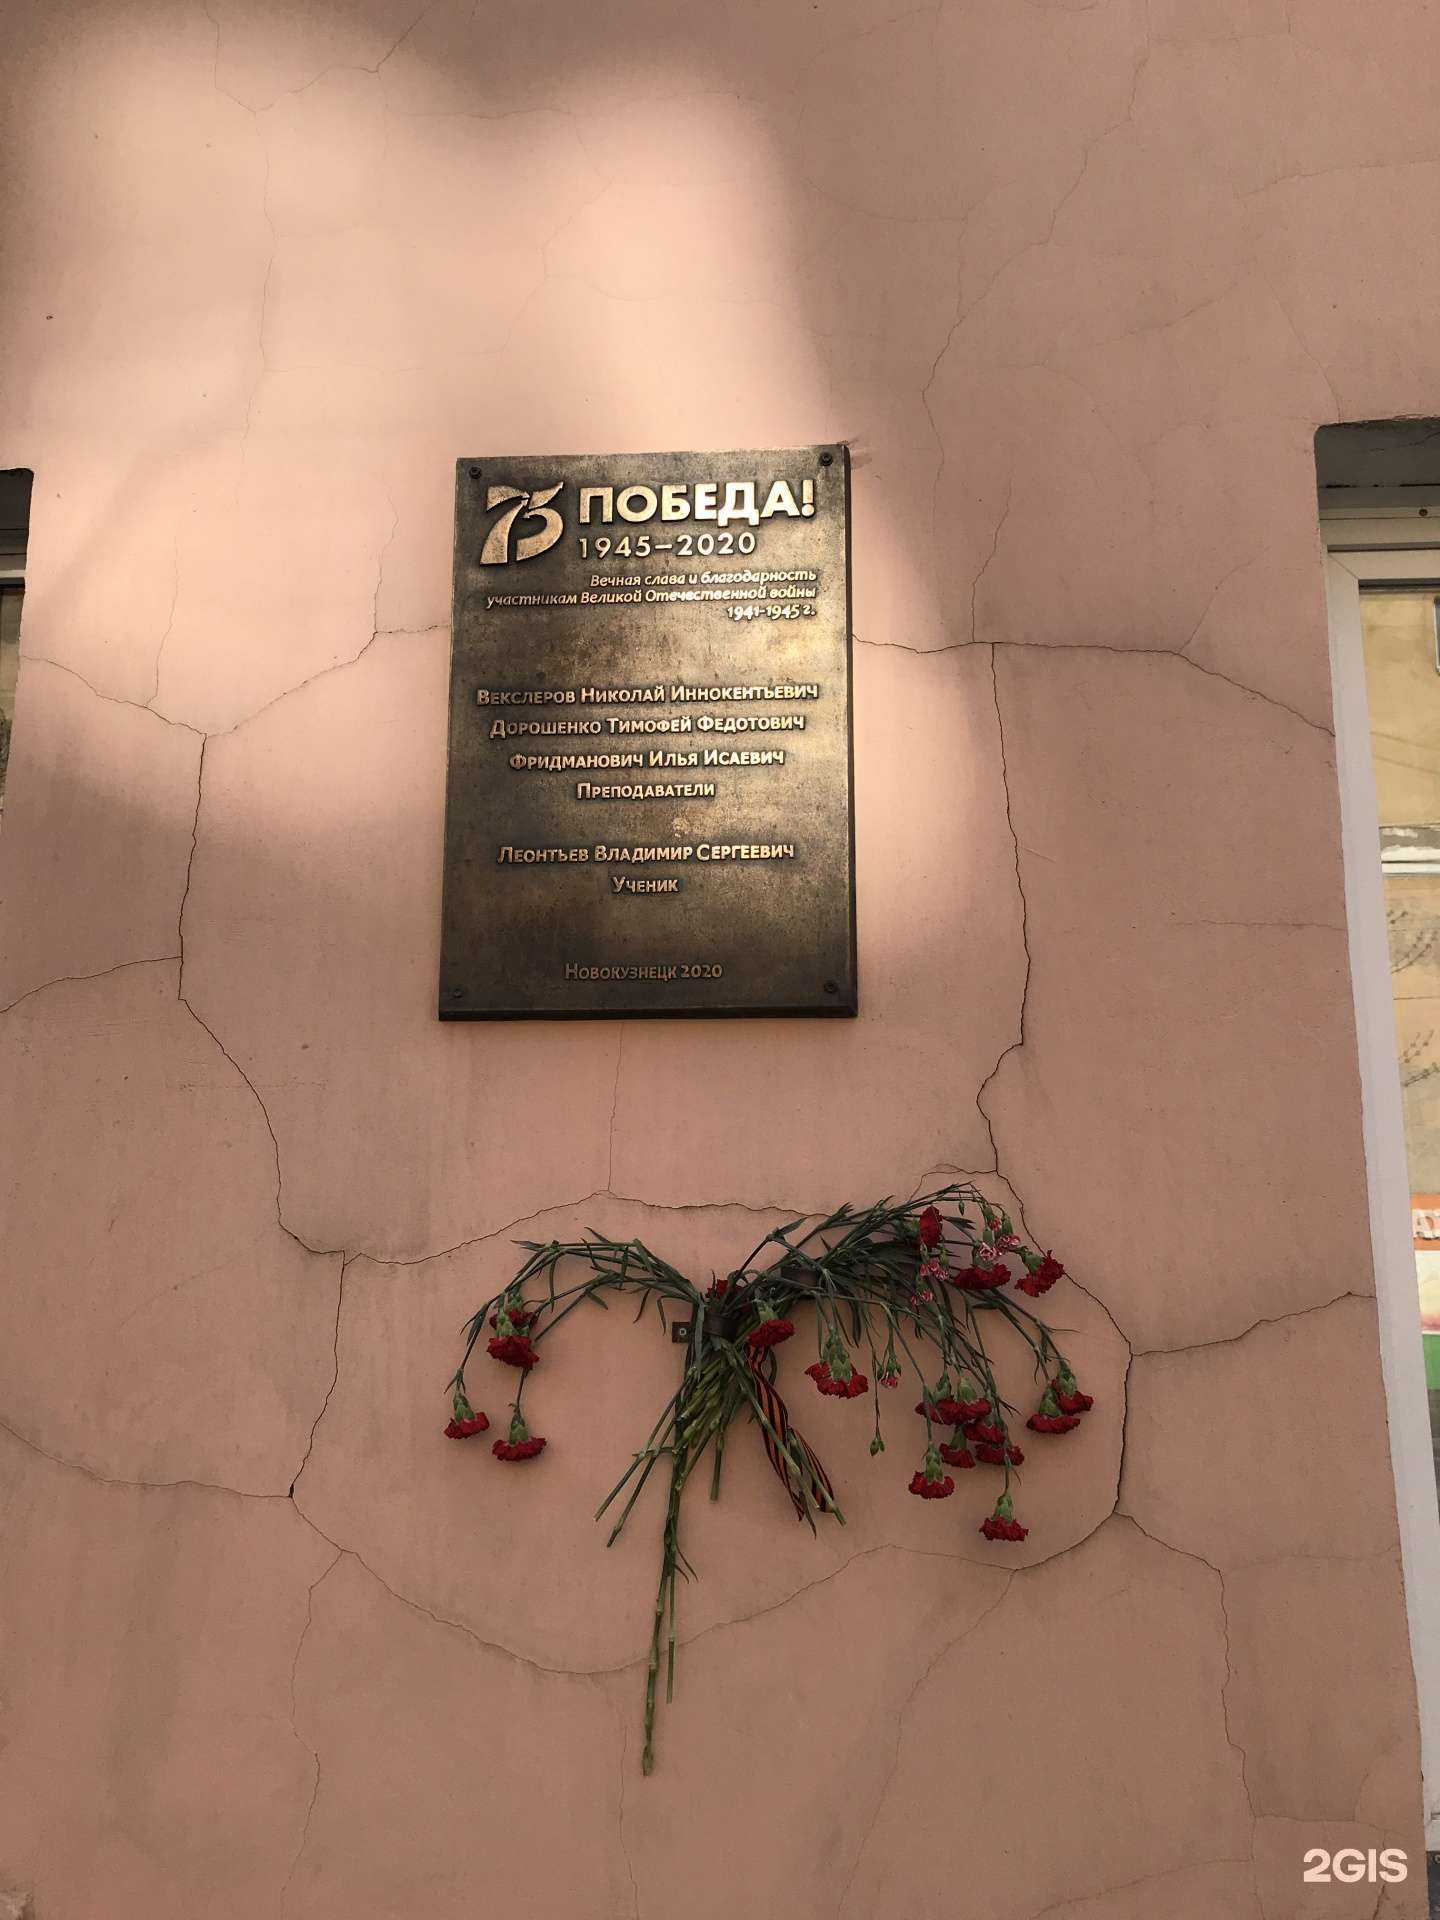 75 ПОБЕДА!
1945–2020
Вечная слава и благодарность
участникам Великой Отечественной войны
1941-1945 г.
Векслеров Николай Иннокентьевич
Дорошенко Тимофей Федотович
Фридманович Илья Исаевич
Преподаватели
Леонтьев Владимир Сергеевич
Ученик
Новокузнецк 2020
2GIS